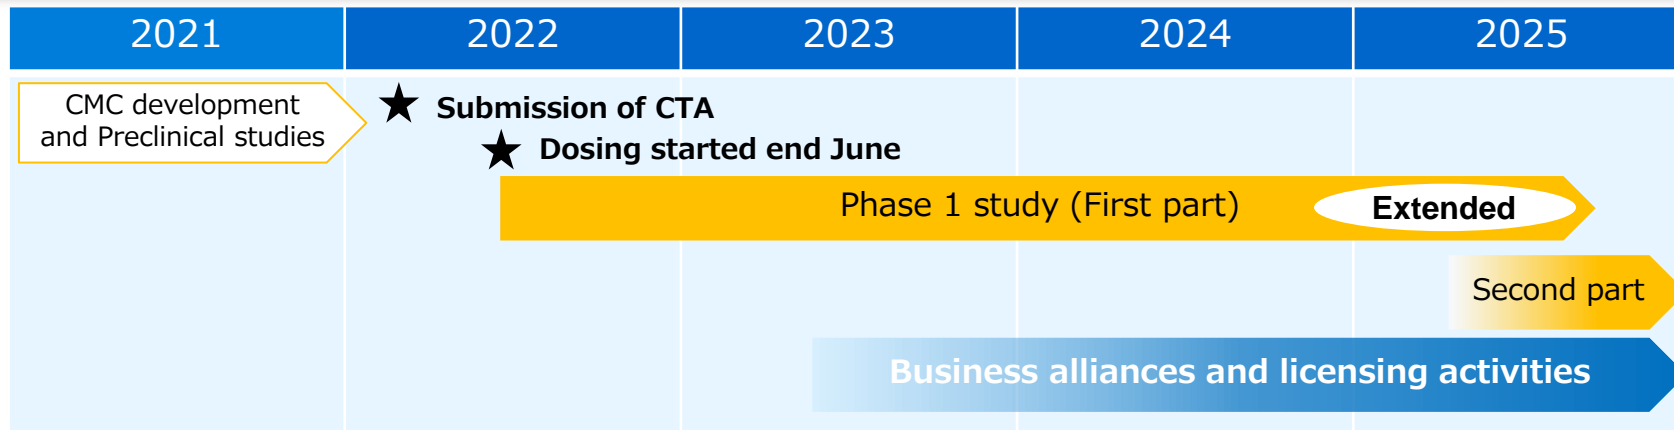 2021
2022
2023
2024
2025
CMC development
and Preclinical studies
Submission of CTA
Dosing started end June
Phase 1 study (First part)
Extended
Second part
Business alliances and licensing activities